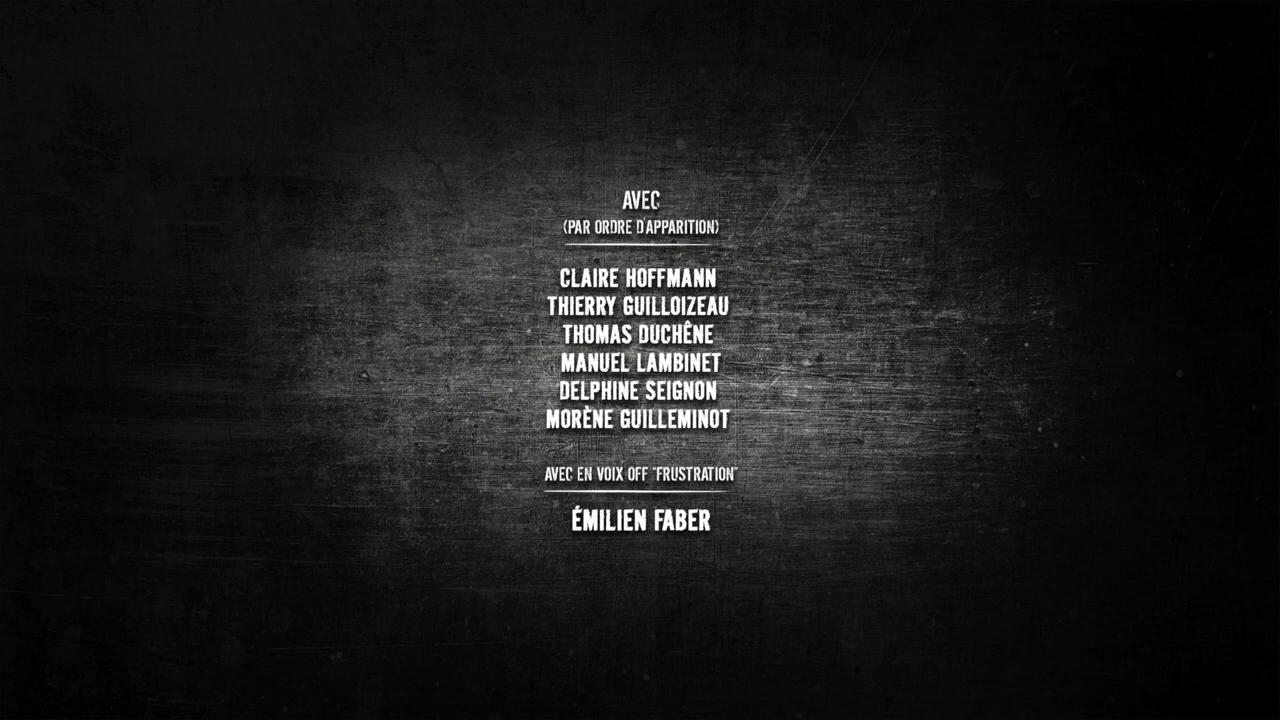 AVEC
(PAR ORDRE D'APPARITION)
CLAIRE HOFFMANN
THIERRY GUILLOIZEAU
THOMAS DUCHÊNE
MANUEL LAMBINET
DELPHINE SEIGNON
MORÈNE GUILLEMINOT
AVEC EN VOIX OFF "FRUSTRATION"
ÉMILIEN FABER